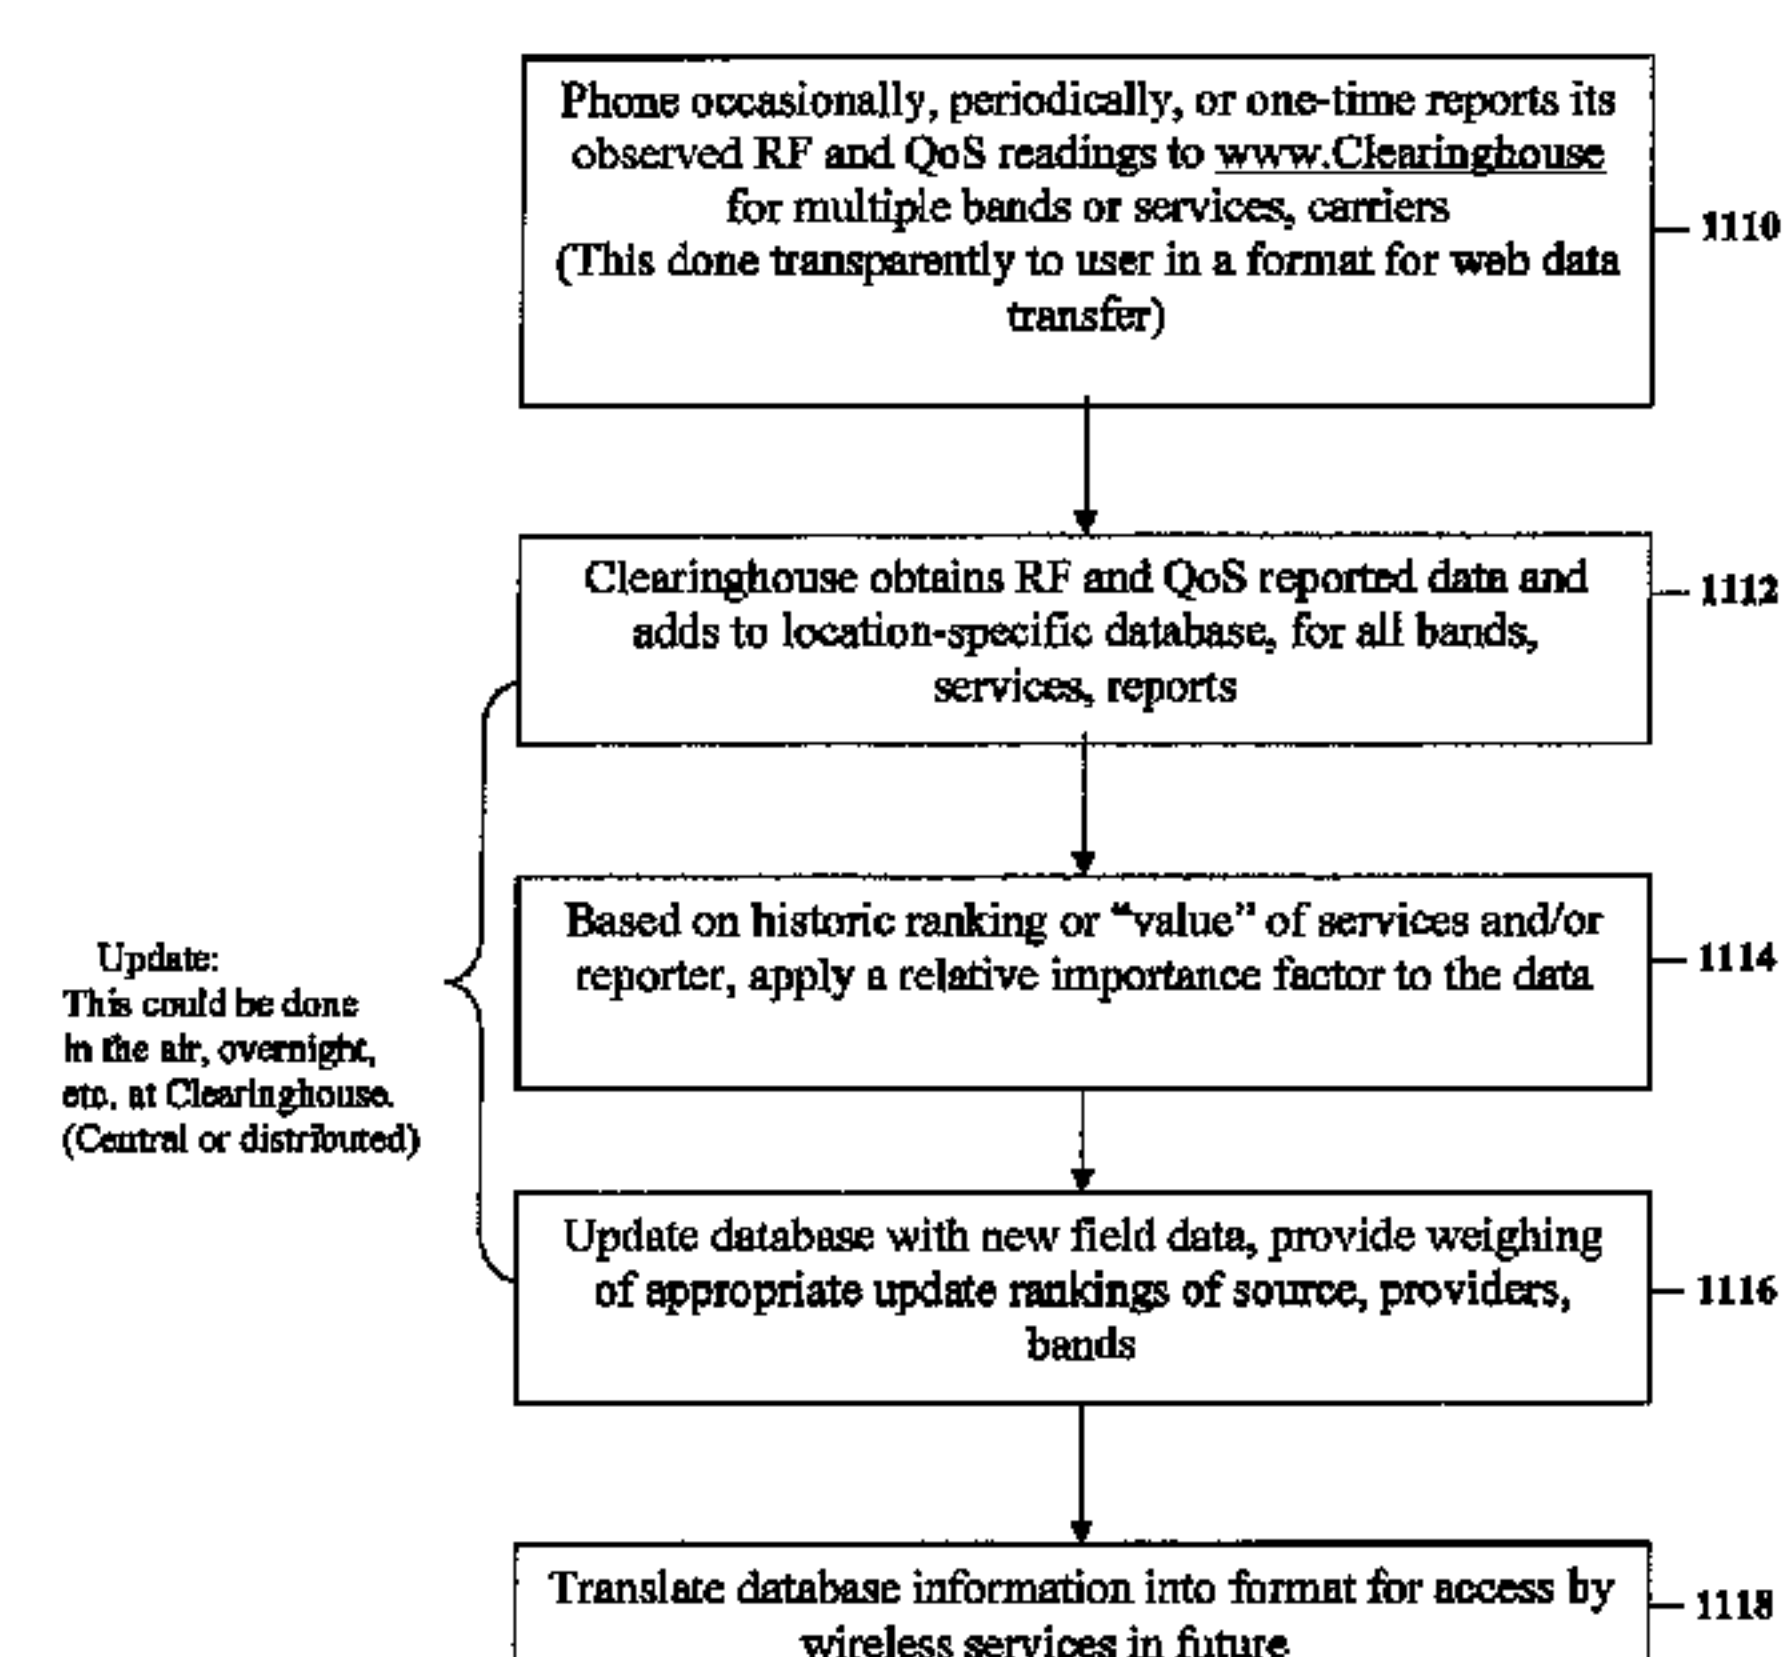 Phone occasionally, periodically, or one-time reports its
observed RF and QoS readings to www.Clearinghouse
for multiple bands or services, carriers
(This done transparently to user in a format for web data
transfer)
1110
Clearinghouse obtains RF and QoS reported data and
adds to location-specific database, for all bands,
services, reports
1112
Based on historic ranking or “value” of services and/or
reporter, apply a relative importance factor to the data
1114
Update:
This could be done
in the air, overnight,
etc. at Clearinghouse.
(Central or distributed)
Update database with new field data, provide weighing
of appropriate update rankings of source, providers,
bands
1116
Translate database information into format for access by
wireless services in future
1118